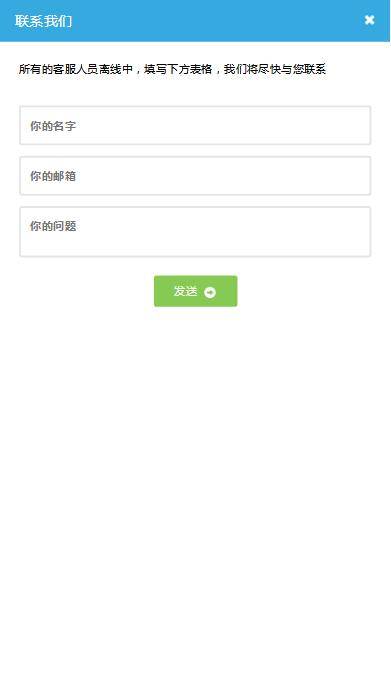 联系我们
所有的客服人员离线中，填写下方表格，我们将尽快与您联系
你的名字
你的邮箱
你的问题
发送